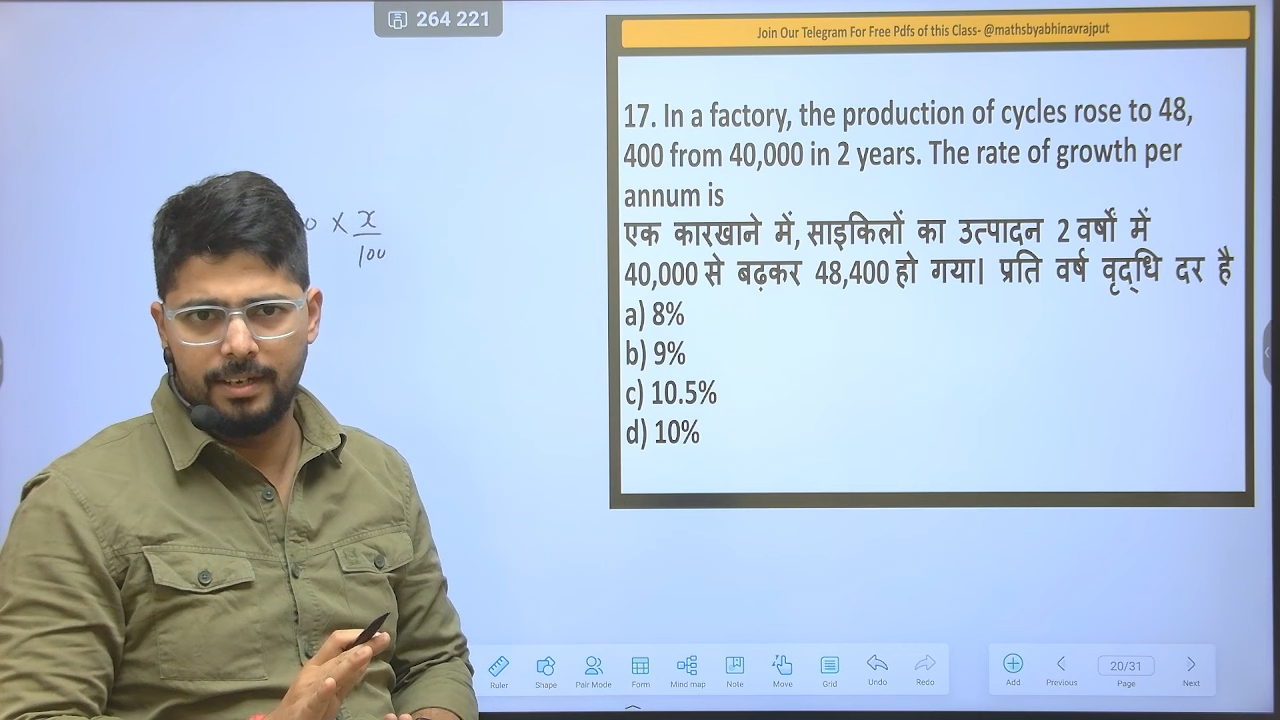 264 221
Join Our Telegram For Free Pdfs of this Class- @mathsbyabhinavrajput
17. In a factory, the production of cycles rose to 48,
400 from 40,000 in 2 years. The rate of growth per
annum is
एक कारखाने में, साइकिलों का उत्पादन 2 वर्षों में
40,000 से बढ़कर 48,400 हो गया। प्रति वर्ष वृद्धि दर है
a) 8%
b) 9%
c) 10.5%
d) 10%
0 × x
100
Ruler Shape Pair Mode Form Mind map Note Move Grid Undo Redo
Add Previous 20/31 Page Next